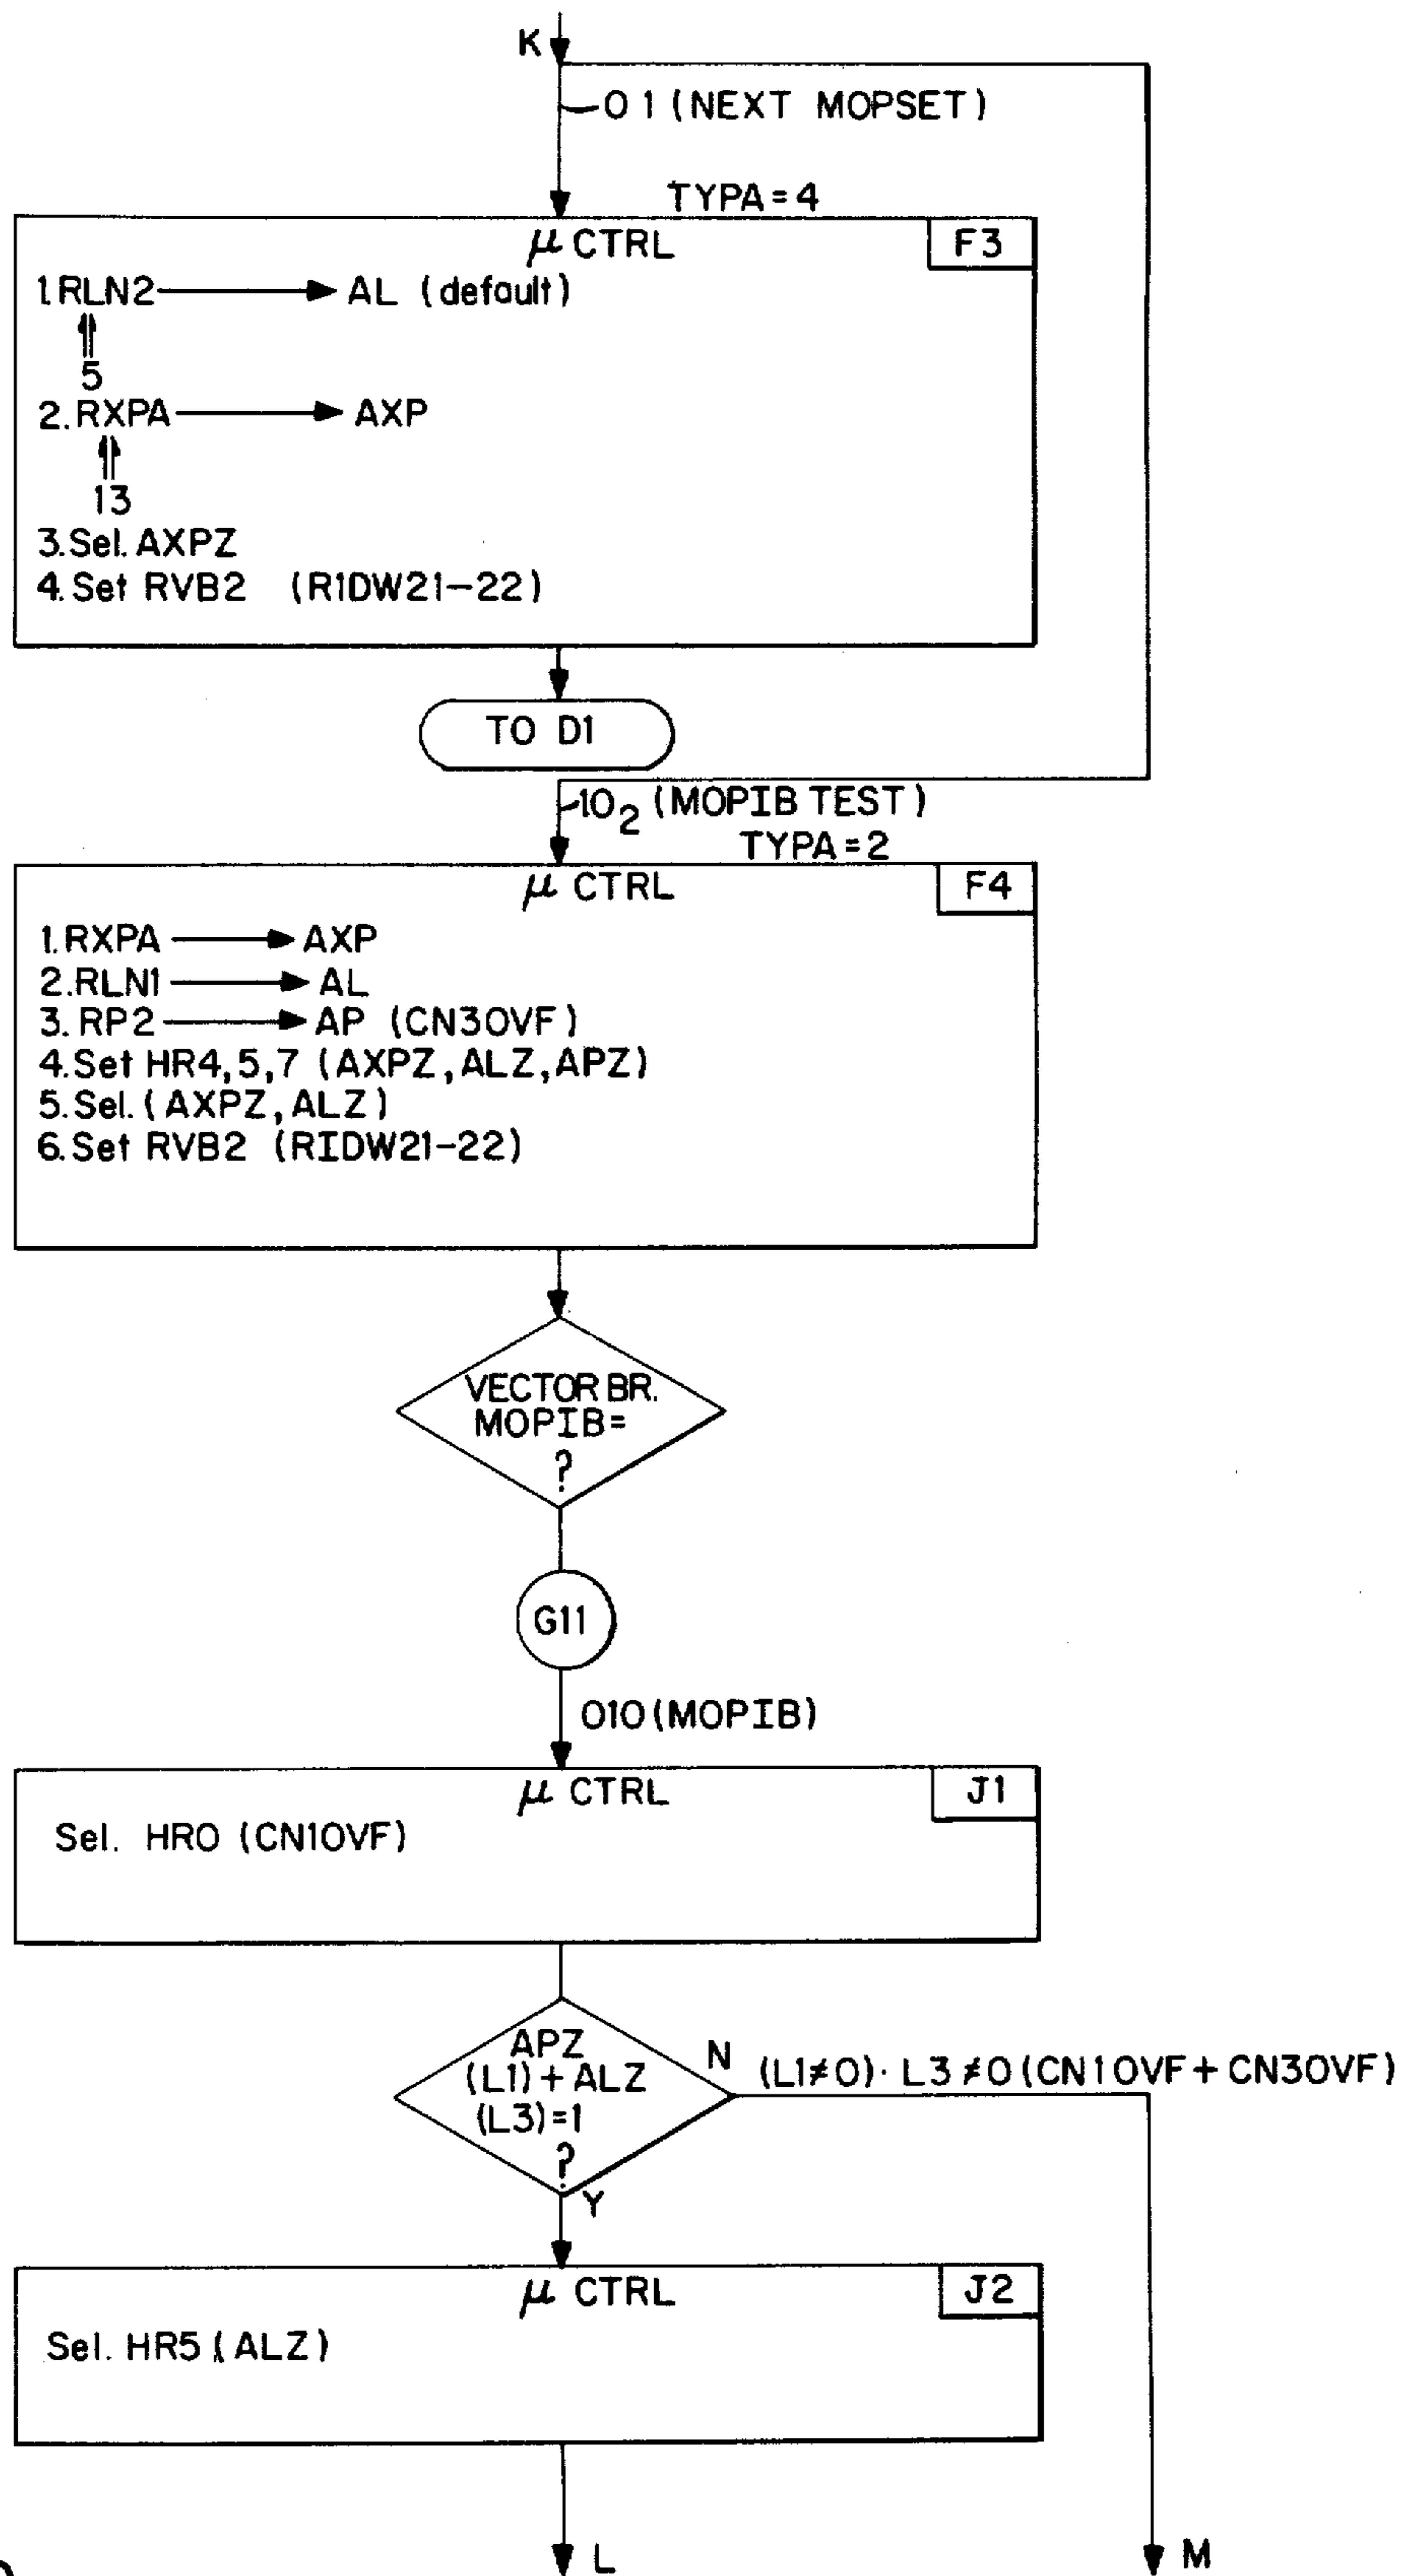 K
01 (NEXT MOPSET)
TYPA=4
μ CTRL
F3
1.RLN2 → AL (default)
⇑
5
2.RXPA → AXP
⇑
13
3.Sel. AXPZ
4.Set RVB2 (RIDW21-22)
TO D1
10₂ (MOPIB TEST)
TYPA=2
μ CTRL
F4
1.RXPA → AXP
2.RLN1 → AL
3.RP2 → AP (CN3OVF)
4.Set HR4,5,7 (AXPZ,ALZ,APZ)
5.Sel.(AXPZ,ALZ)
6.Set RVB2 (RIDW21-22)
VECTOR BR.
MOPIB=
?
G11
010(MOPIB)
μ CTRL
J1
Sel. HR0 (CN1OVF)
APZ
(L1)+ALZ
(L3)=1
?
N
(L1≠0)· L3≠0(CN1OVF+CN3OVF)
Y
μ CTRL
J2
Sel. HR5(ALZ)
L
M